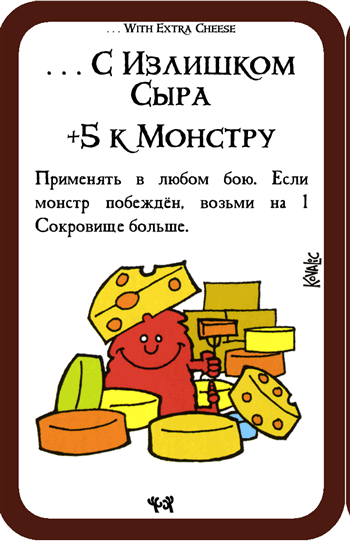 . . . With Extra Cheese
. . . С Излишком
Сыра
+5 к Монстру
Применять в любом бою. Если
монстр побеждён, возьми на 1
Сокровище больше.
Kovalic